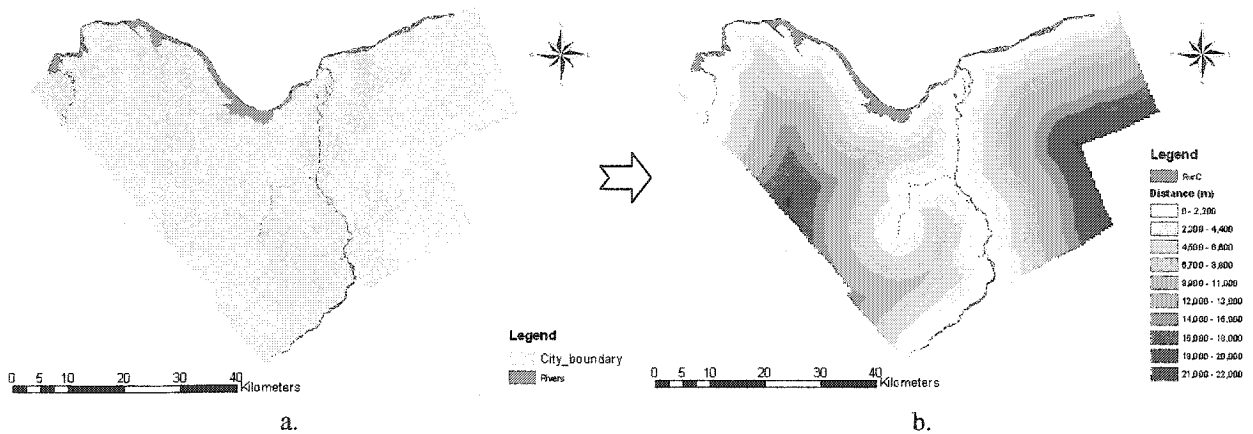 Legend
City_boundary
Rivers
0 5 10 20 30 40
Kilometers
a.
Legend
Distance (m)
0 - 2,200
2,300 - 4,400
4,500 - 6,600
6,700 - 8,800
8,900 - 11,000
12,000 - 13,000
14,000 - 15,000
16,000 - 18,000
19,000 - 20,000
21,000 - 22,000
0 5 10 20 30 40
Kilometers
b.